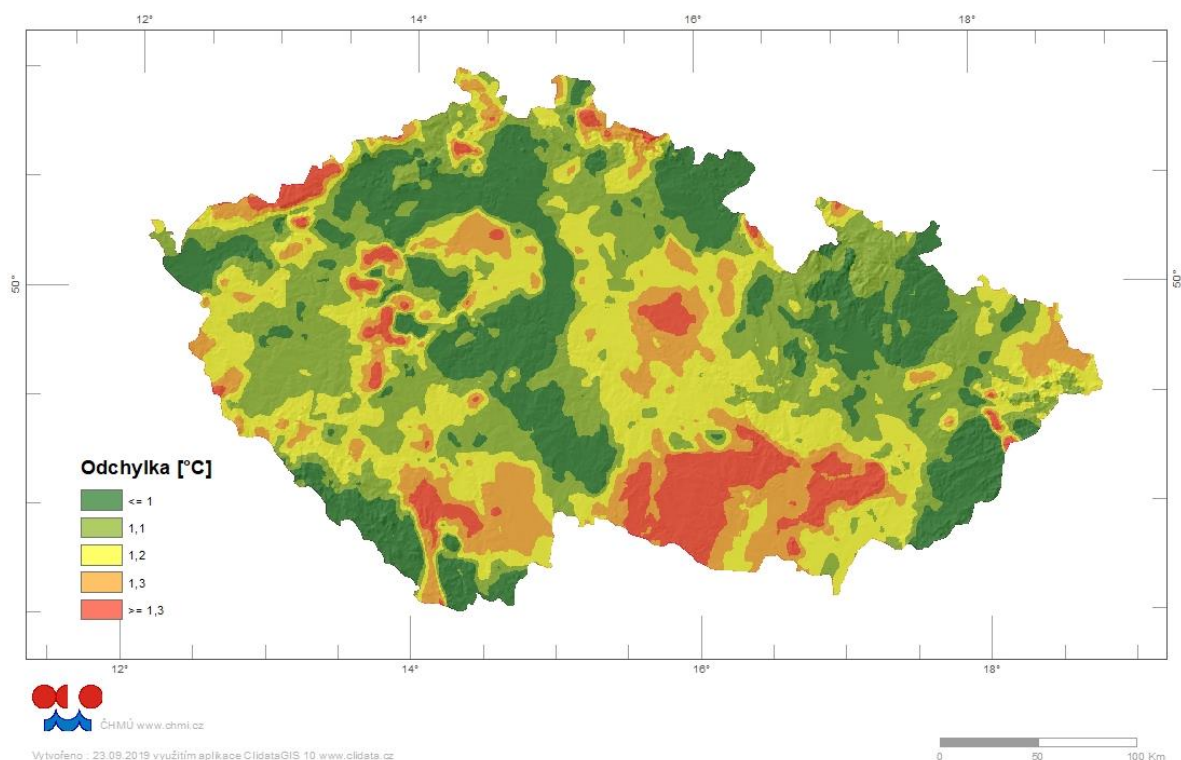 12° 14° 16° 18°
50° 50°
Odchylka [°C]
<= 1
1,1
1,2
1,3
>= 1,3
12° 14° 16° 18°
ČHMÚ www.chmi.cz
Vytvořeno : 23.09.2019 využitím aplikace ClidataGIS 10 www.clidata.cz
0 50 100 Km